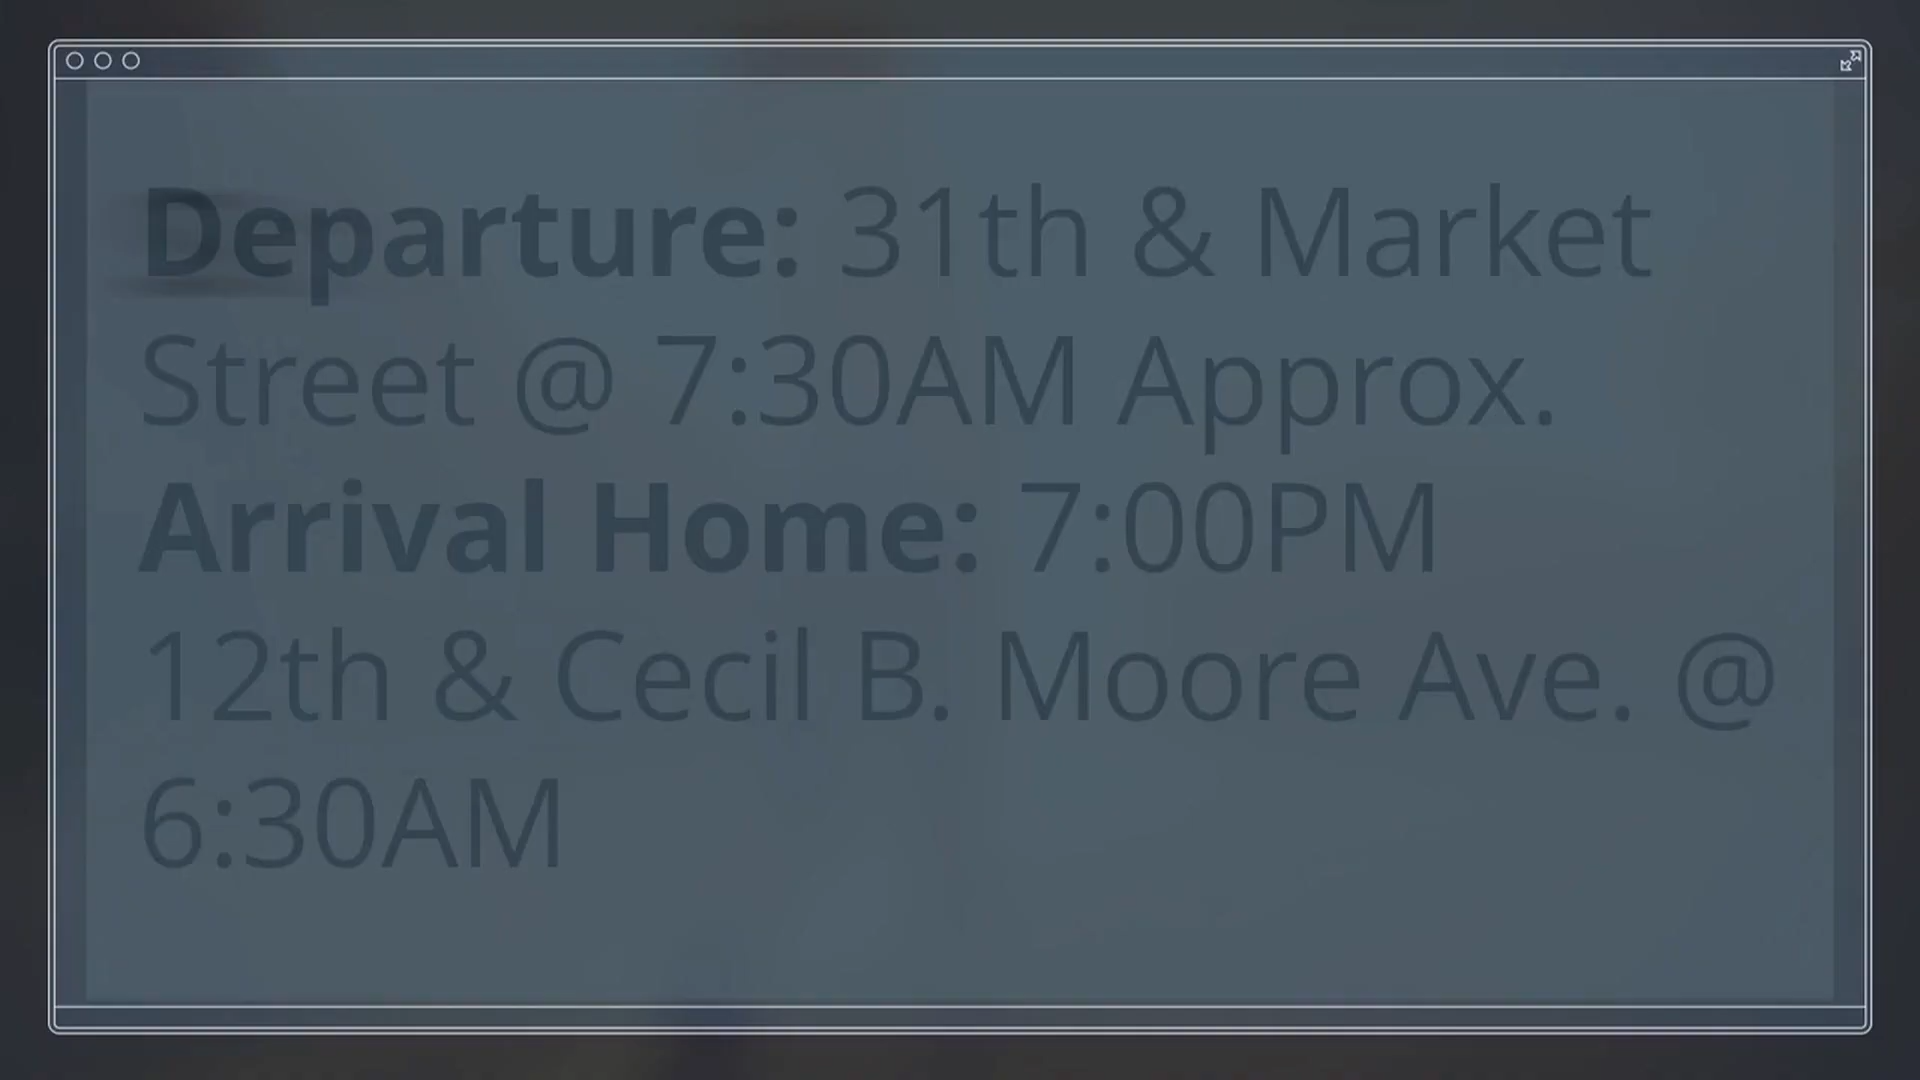 Departure: 31th & Market
Street @ 7:30AM Approx.
Arrival Home: 7:00PM
12th & Cecil B. Moore Ave. @
6:30AM